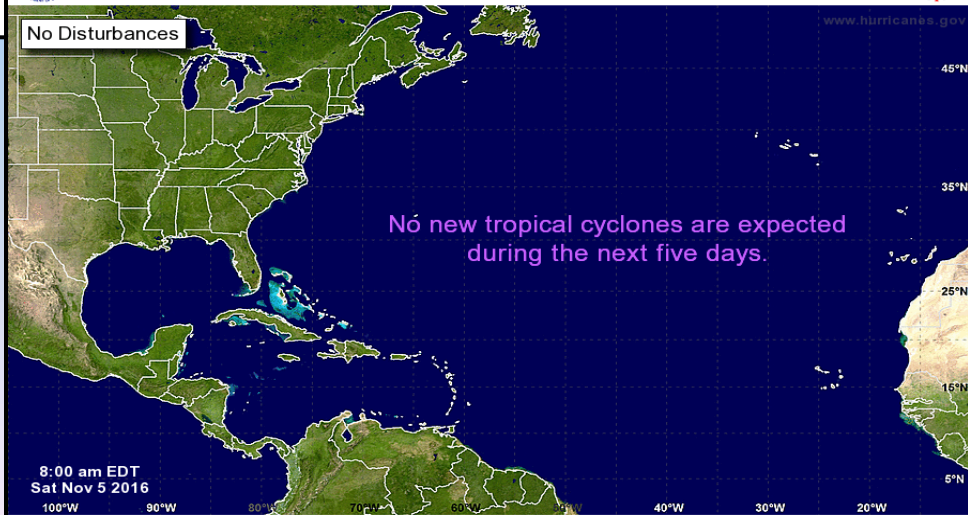 No Disturbances
www.hurricanes.gov
45°N
35°N
No new tropical cyclones are expected
during the next five days.
25°N
15°N
8:00 am EDT
Sat Nov 5 2016
5°N
100°W
90°W
80°W
70°W
60°W
50°W
40°W
30°W
20°W